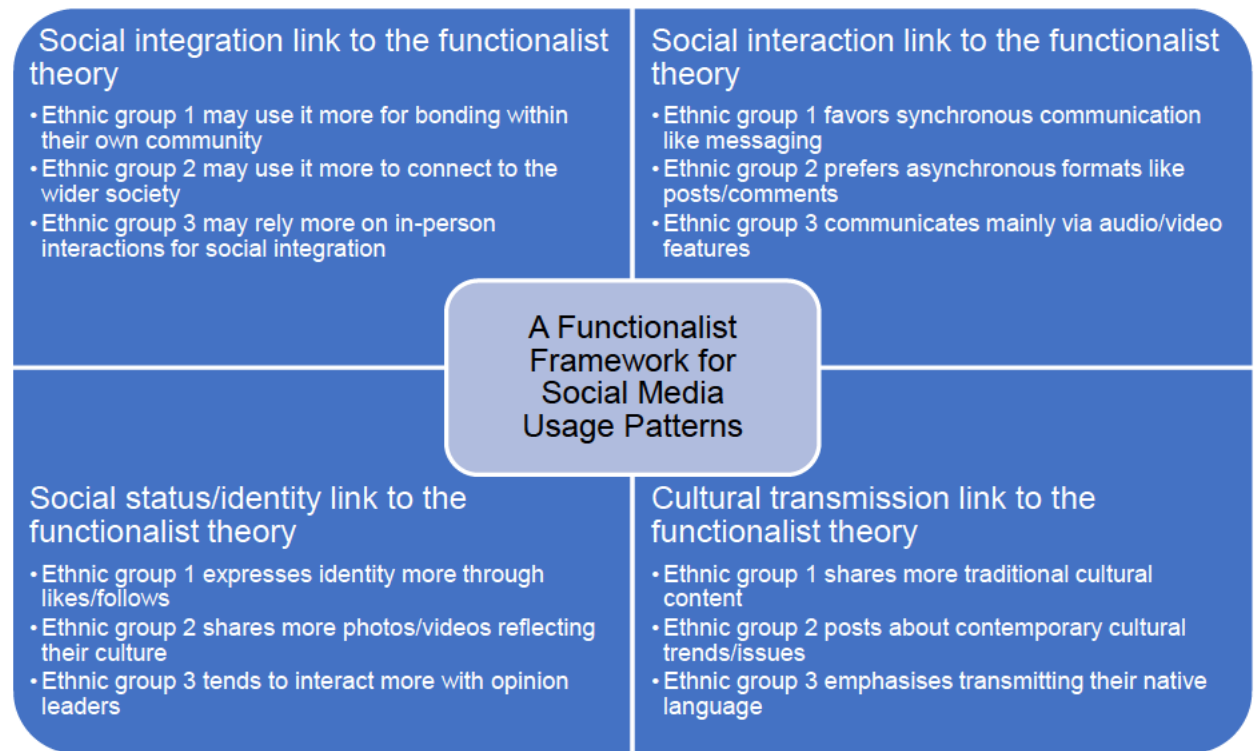 Social integration link to the functionalist
theory
• Ethnic group 1 may use it more for bonding within
their own community
• Ethnic group 2 may use it more to connect to the
wider society
• Ethnic group 3 may rely more on in-person
interactions for social integration
Social interaction link to the functionalist
theory
• Ethnic group 1 favors synchronous communication
like messaging
• Ethnic group 2 prefers asynchronous formats like
posts/comments
• Ethnic group 3 communicates mainly via audio/video
features
A Functionalist
Framework for
Social Media
Usage Patterns
Social status/identity link to the
functionalist theory
• Ethnic group 1 expresses identity more through
likes/follows
• Ethnic group 2 shares more photos/videos reflecting
their culture
• Ethnic group 3 tends to interact more with opinion
leaders
Cultural transmission link to the
functionalist theory
• Ethnic group 1 shares more traditional cultural
content
• Ethnic group 2 posts about contemporary cultural
trends/issues
• Ethnic group 3 emphasises transmitting their native
language